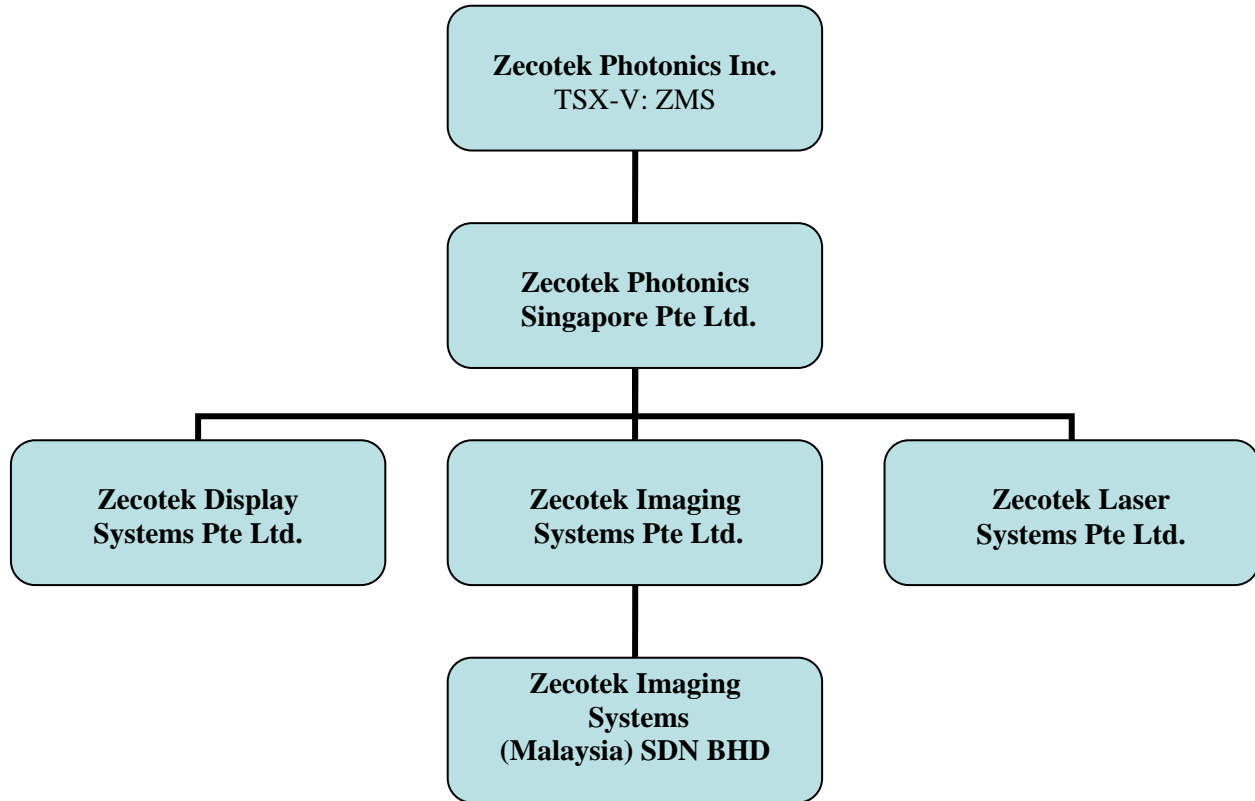 Zecotek Photonics Inc.
TSX-V: ZMS
Zecotek Photonics
Singapore Pte Ltd.
Zecotek Display
Systems Pte Ltd.
Zecotek Imaging
Systems Pte Ltd.
Zecotek Laser
Systems Pte Ltd.
Zecotek Imaging
Systems
(Malaysia) SDN BHD